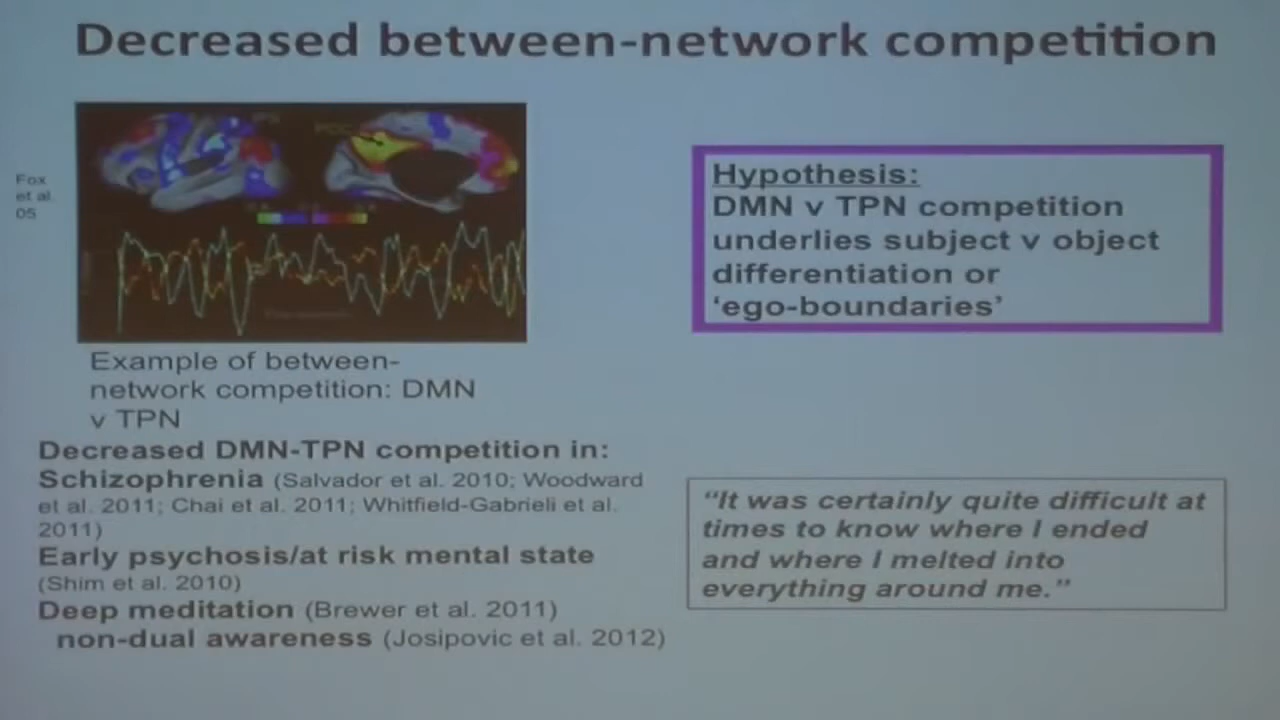 Decreased between-network competition
Fox
et al.
05
PCC
Example of between-
network competition: DMN
v TPN
Decreased DMN-TPN competition in:
Schizophrenia (Salvador et al. 2010; Woodward
et al. 2011; Chai et al. 2011; Whitfield-Gabrieli et al.
2011)
Early psychosis/at risk mental state
(Shim et al. 2010)
Deep meditation (Brewer et al. 2011)
non-dual awareness (Josipovic et al. 2012)
Hypothesis:
DMN v TPN competition
underlies subject v object
differentiation or
‘ego-boundaries’
“It was certainly quite difficult at
times to know where I ended
and where I melted into
everything around me.”